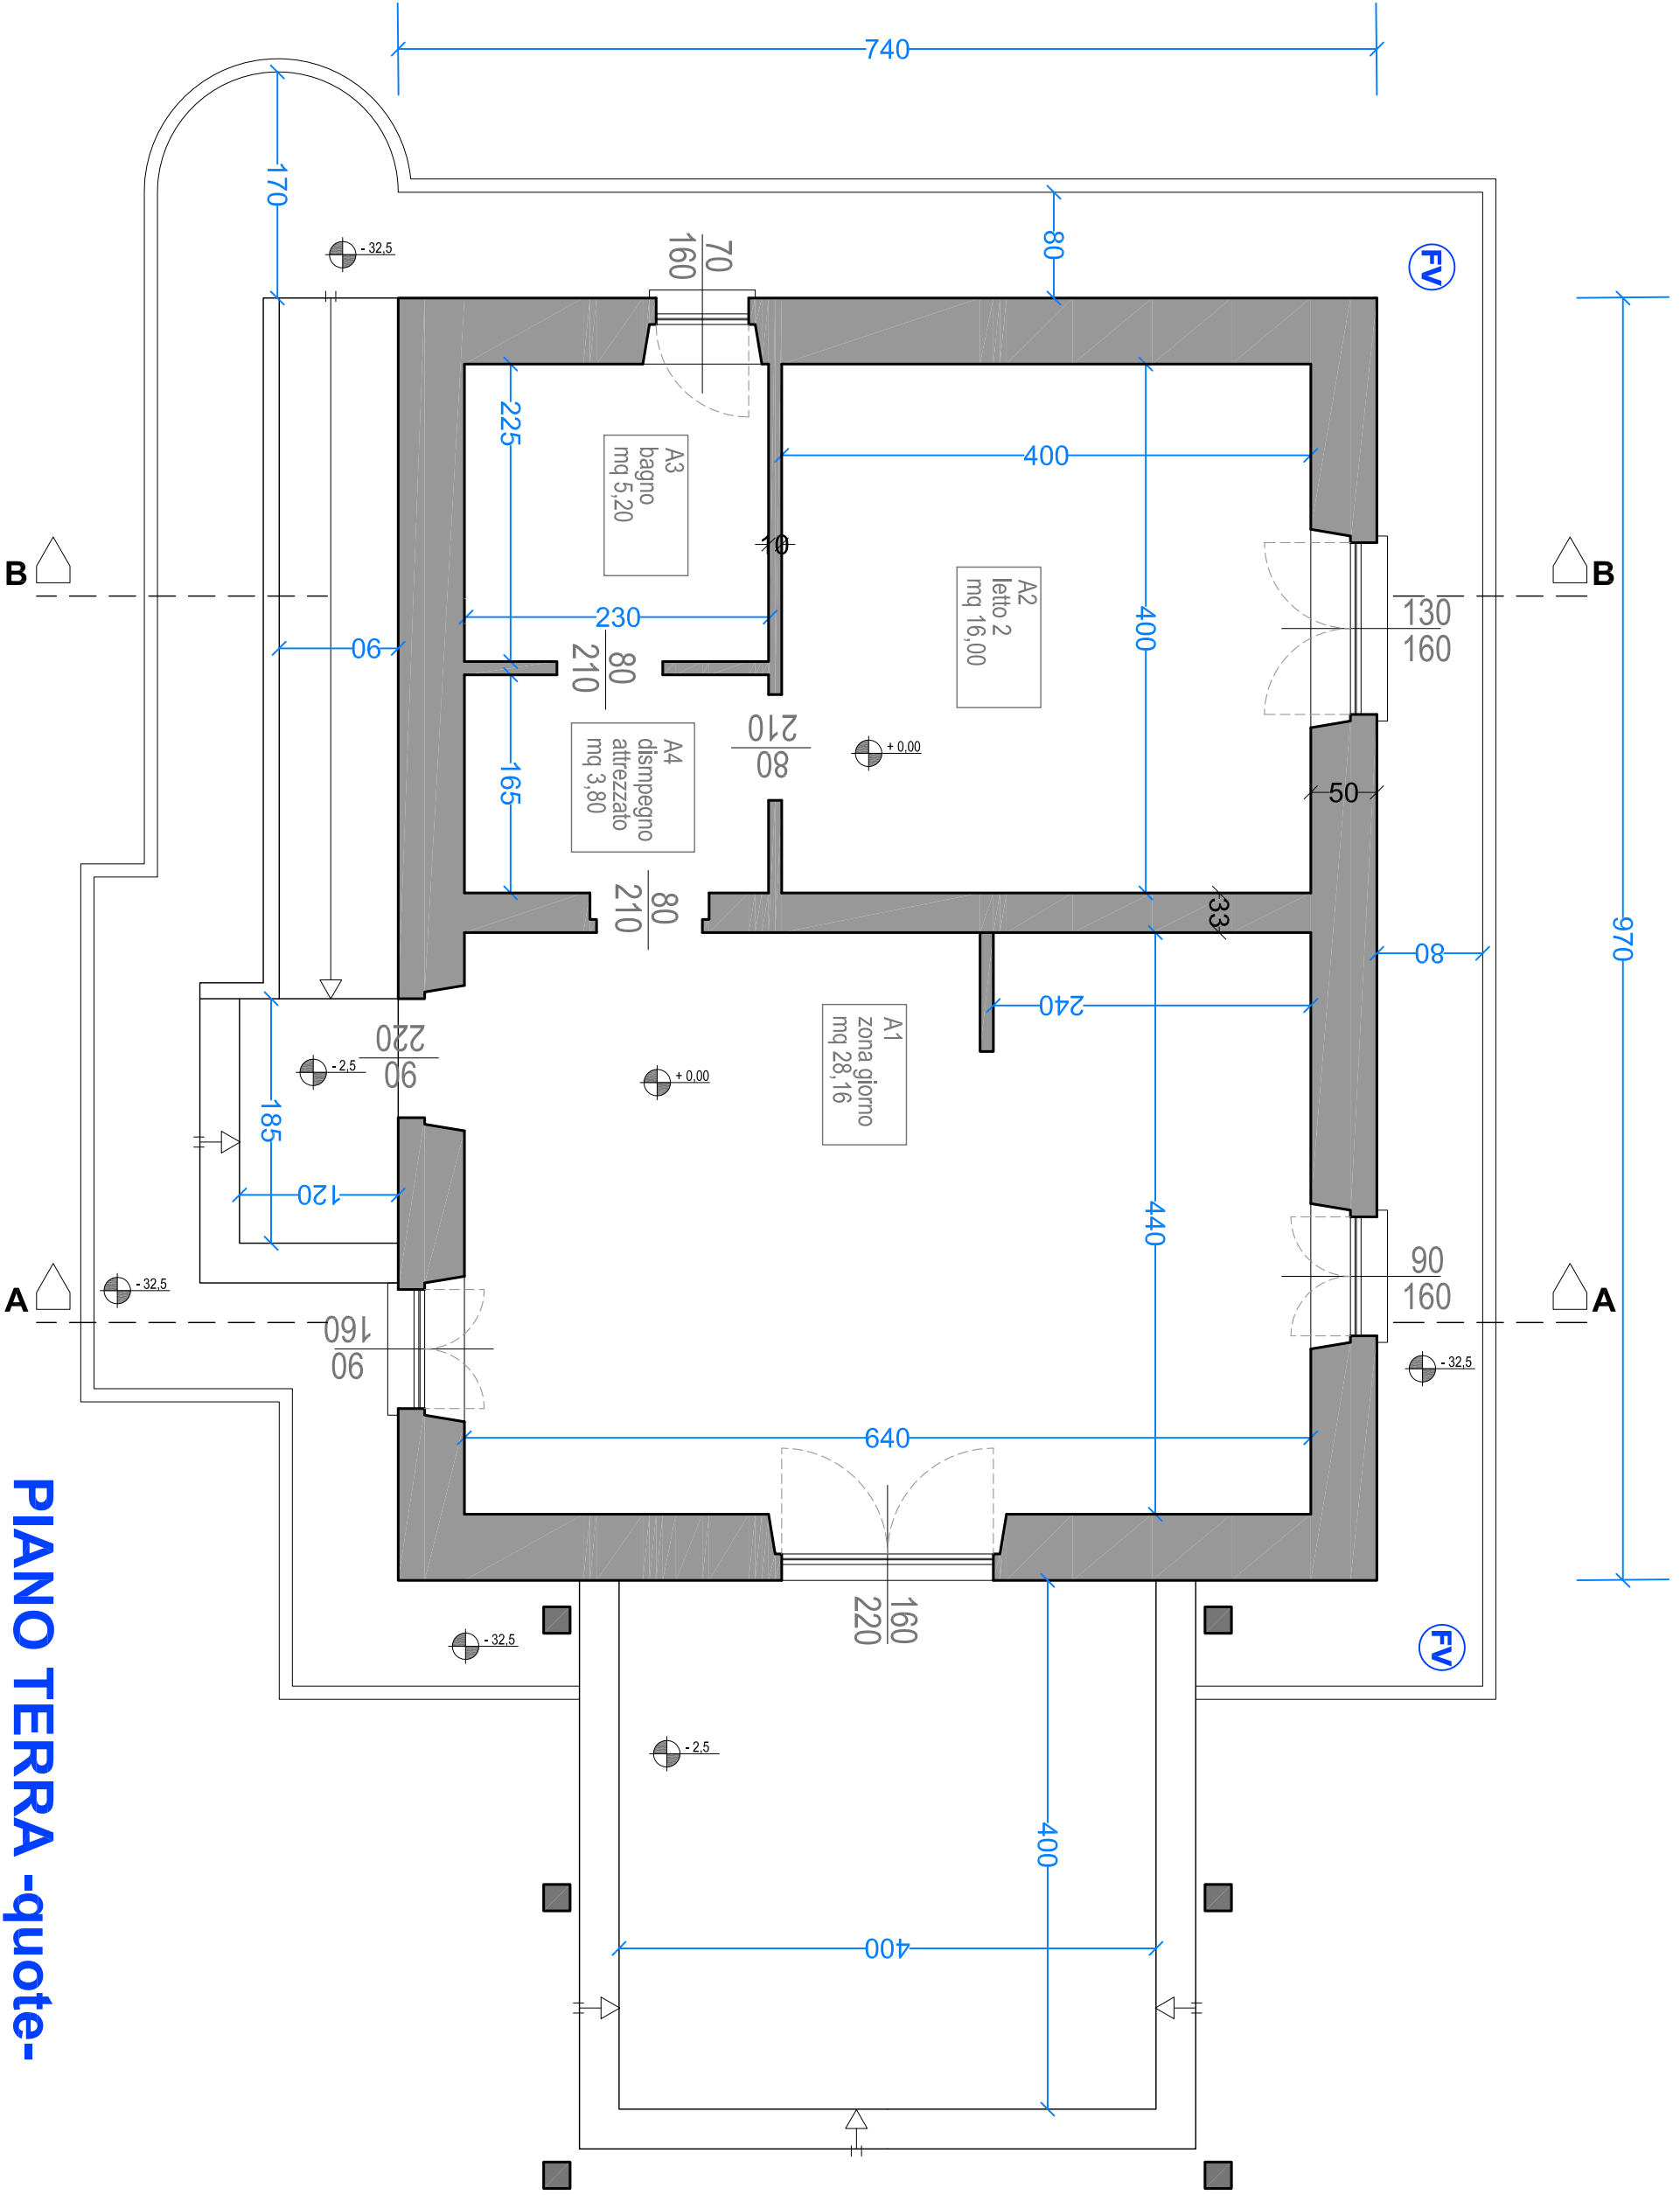 740
170
- 32,5
70
160
80
FV
225
A3
bagno
mq 5,20
400
10
B
B
A2
letto 2
mq 16,00
400
130
160
230
90
80
210
210
80
+ 0,00
A4
dismpegno
attrezzato
mq 3,80
165
50
80
210
33
80
970
240
A1
zona giorno
mq 28,16
220
90
- 2,5
+ 0,00
185
120
440
90
160
A
A
- 32,5
160
90
- 32,5
640
PIANO TERRA -quote-
160
220
- 32,5
FV
- 2,5
400
400